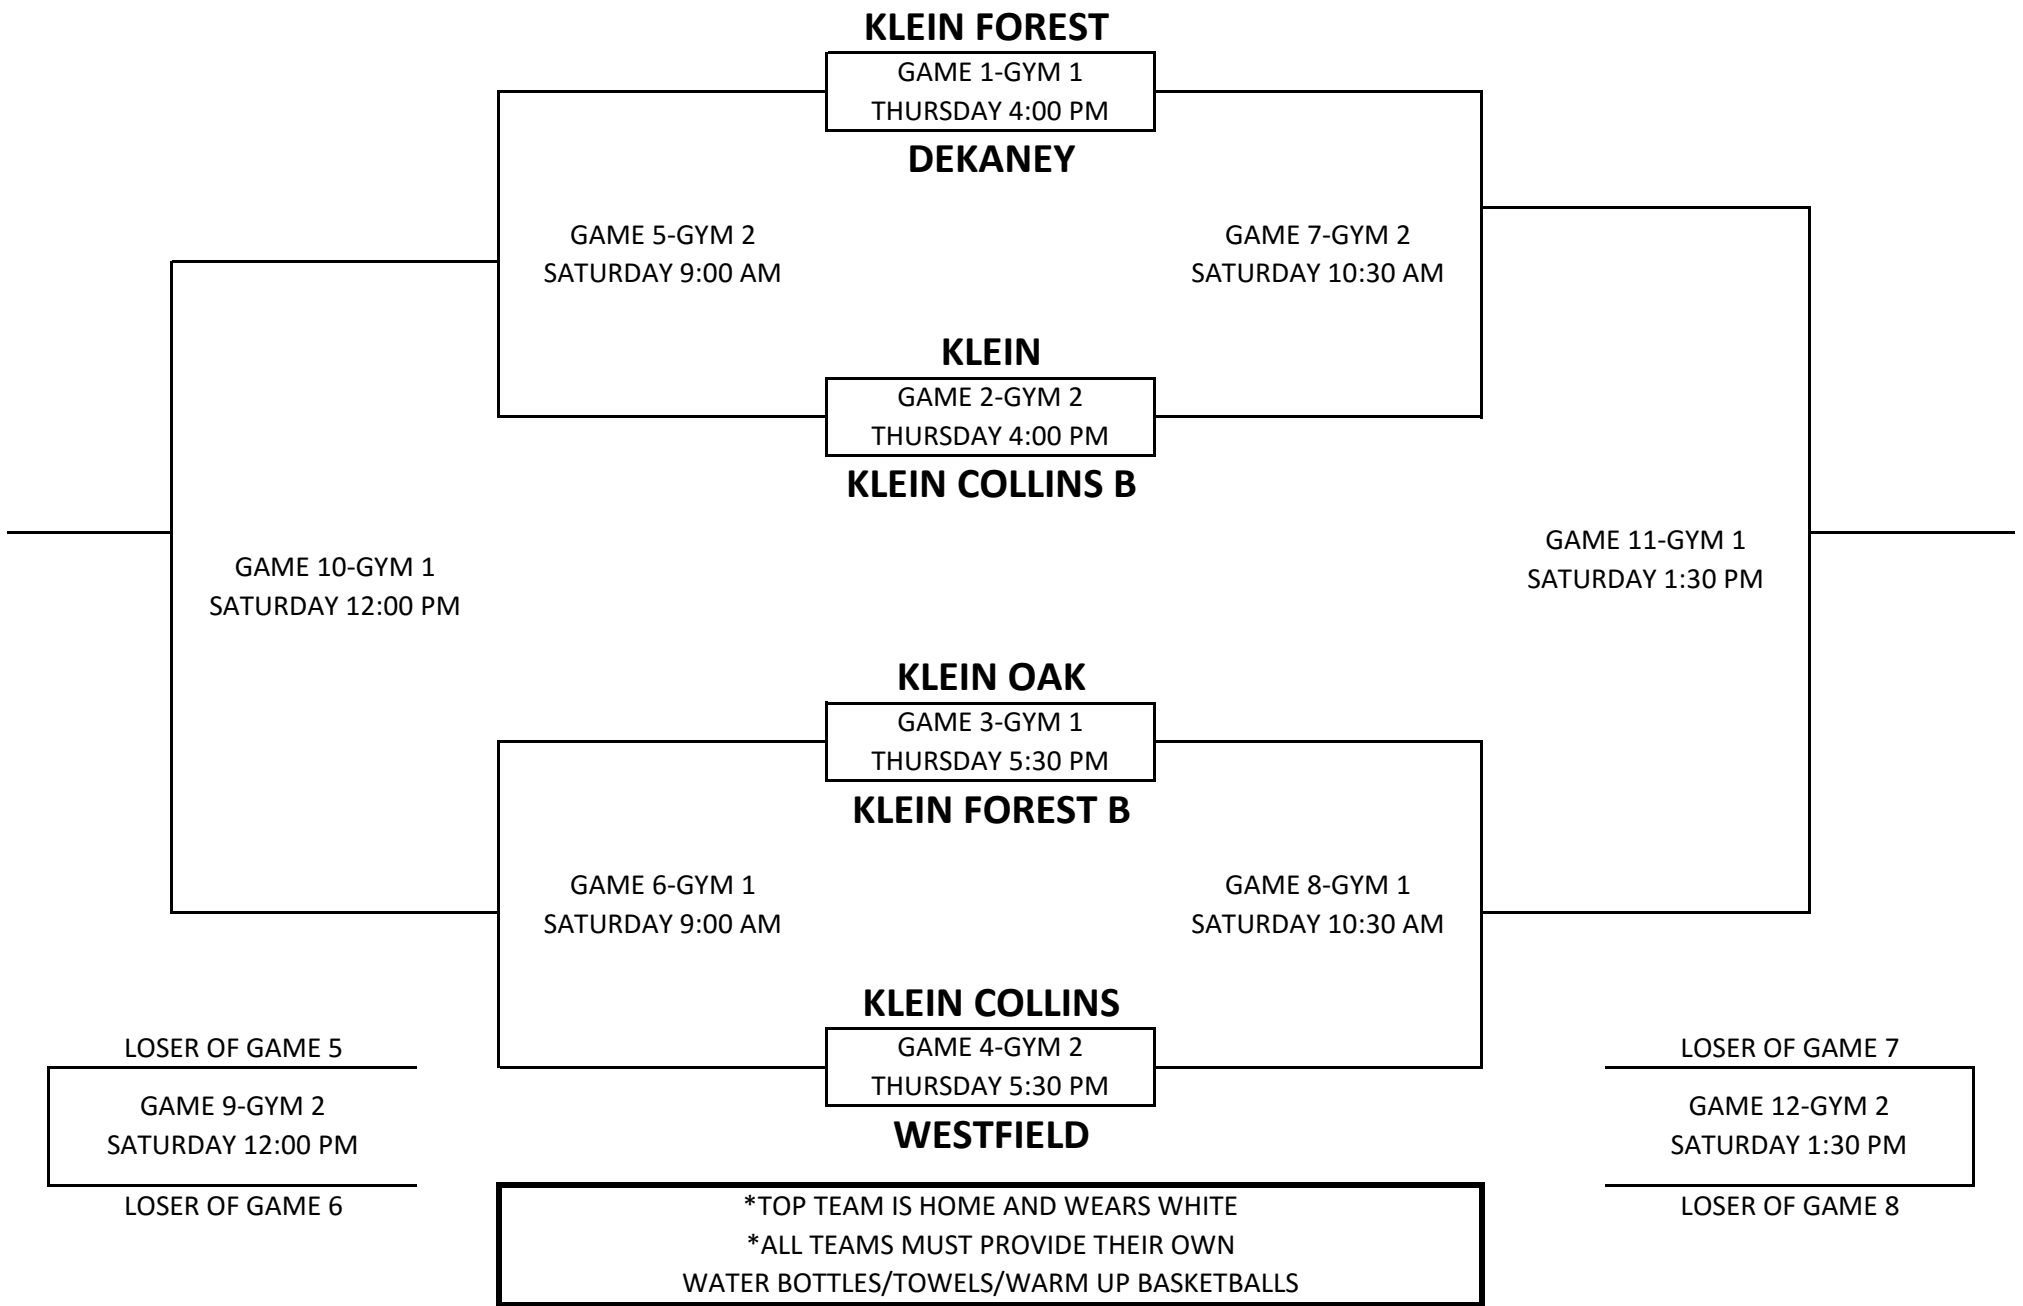 KLEIN FOREST
GAME 1-GYM 1
THURSDAY 4:00 PM
DEKANEY
GAME 5-GYM 2
SATURDAY 9:00 AM
GAME 7-GYM 2
SATURDAY 10:30 AM
KLEIN
GAME 2-GYM 2
THURSDAY 4:00 PM
KLEIN COLLINS B
GAME 10-GYM 1
SATURDAY 12:00 PM
GAME 11-GYM 1
SATURDAY 1:30 PM
KLEIN OAK
GAME 3-GYM 1
THURSDAY 5:30 PM
KLEIN FOREST B
GAME 6-GYM 1
SATURDAY 9:00 AM
GAME 8-GYM 1
SATURDAY 10:30 AM
KLEIN COLLINS
GAME 4-GYM 2
THURSDAY 5:30 PM
WESTFIELD
LOSER OF GAME 5
GAME 9-GYM 2
SATURDAY 12:00 PM
LOSER OF GAME 6
LOSER OF GAME 7
GAME 12-GYM 2
SATURDAY 1:30 PM
LOSER OF GAME 8
*TOP TEAM IS HOME AND WEARS WHITE
*ALL TEAMS MUST PROVIDE THEIR OWN
WATER BOTTLES/TOWELS/WARM UP BASKETBALLS